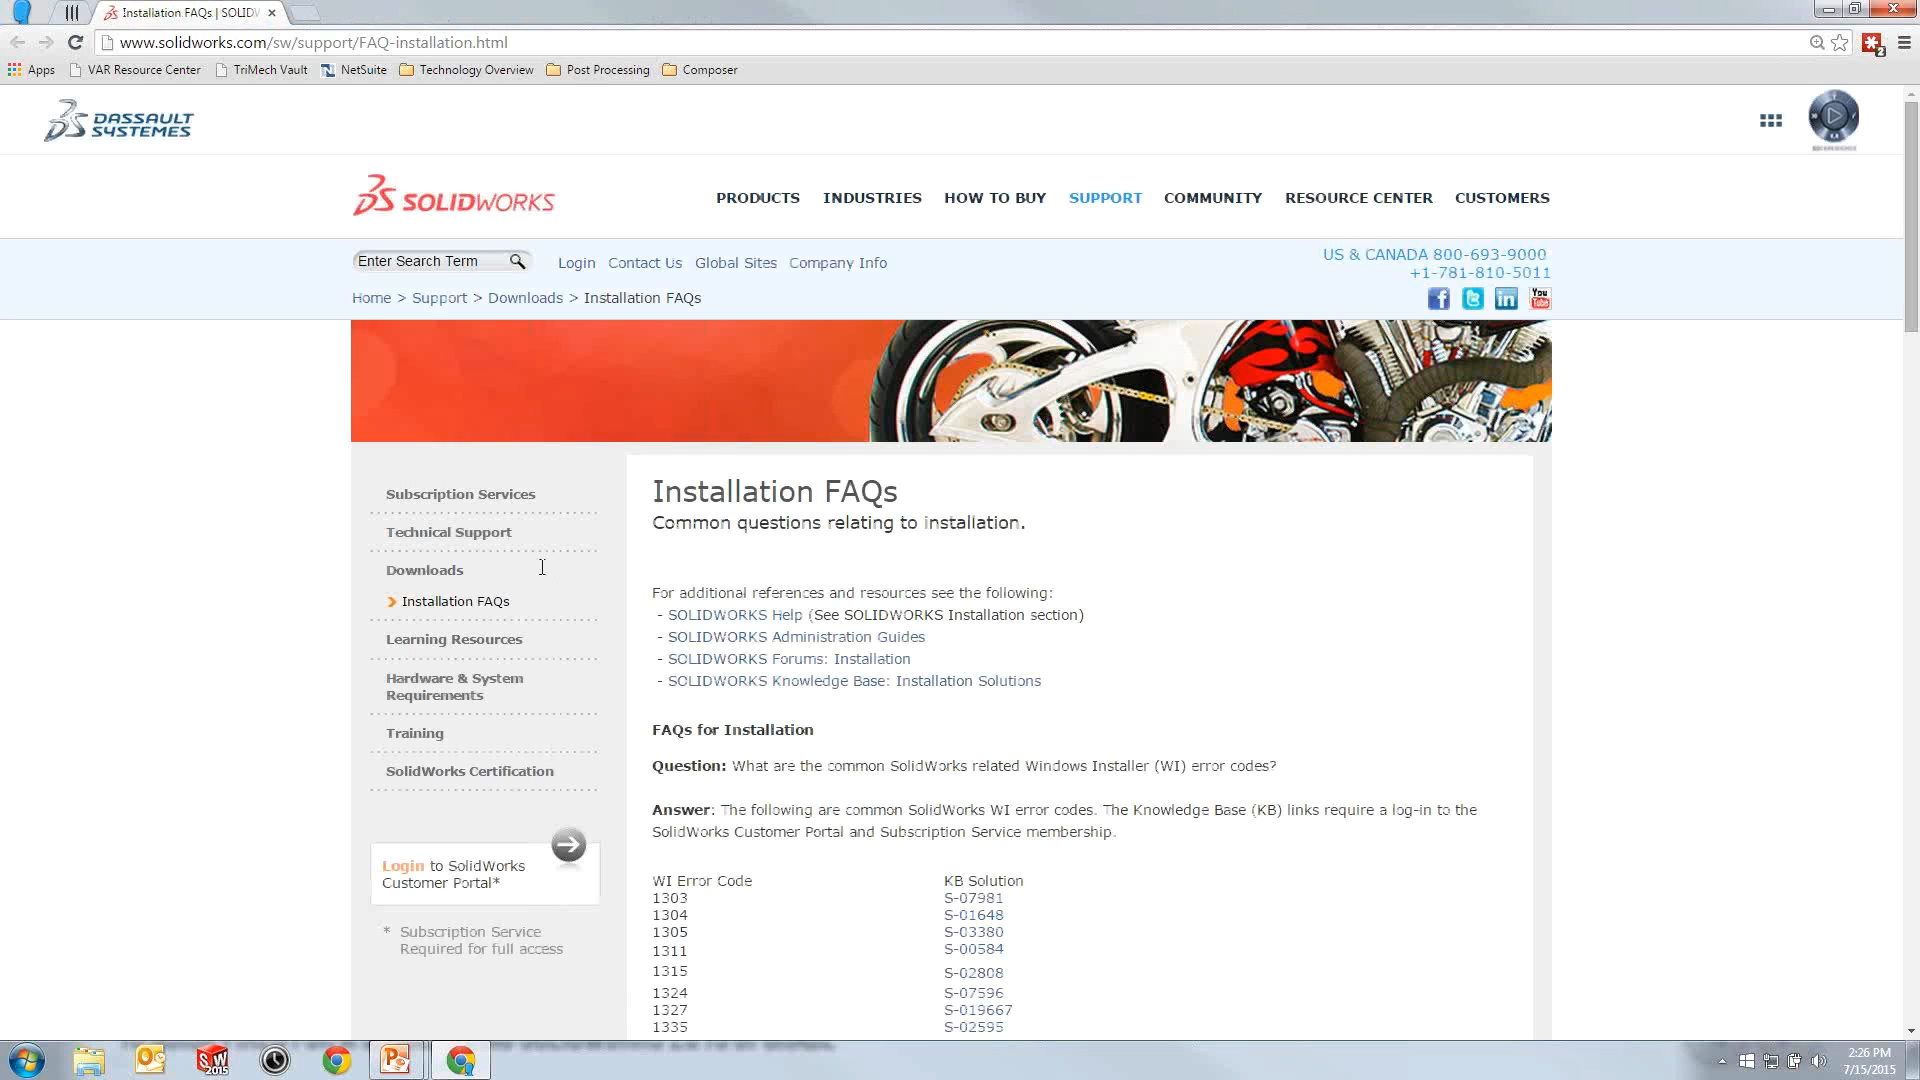 Installation FAQs | SOLIDW
www.solidworks.com/sw/support/FAQ-installation.html
2
Apps VAR Resource Center TriMech Vault NetSuite Technology Overview Post Processing Composer
DASSAULT
SYSTEMES
SOLIDWORKS
PRODUCTS INDUSTRIES HOW TO BUY SUPPORT COMMUNITY RESOURCE CENTER CUSTOMERS
Enter Search Term Login Contact Us Global Sites Company Info
US & CANADA 800-693-9000
+1-781-810-5011
Home > Support > Downloads > Installation FAQs
You
Tube
Subscription Services
Technical Support
Downloads
Installation FAQs
Learning Resources
Hardware & System
Requirements
Training
SolidWorks Certification
Login to SolidWorks
Customer Portal*
* Subscription Service
Required for full access
Installation FAQs
Common questions relating to installation.
For additional references and resources see the following:
- SOLIDWORKS Help (See SOLIDWORKS Installation section)
- SOLIDWORKS Administration Guides
- SOLIDWORKS Forums: Installation
- SOLIDWORKS Knowledge Base: Installation Solutions
FAQs for Installation
Question: What are the common SolidWorks related Windows Installer (WI) error codes?
Answer: The following are common SolidWorks WI error codes. The Knowledge Base (KB) links require a log-in to the
SolidWorks Customer Portal and Subscription Service membership.
WI Error Code KB Solution
1303 S-07981
1304 S-01648
1305 S-03380
1311 S-00584
1315 S-02808
1324 S-07596
1327 S-019667
1335 S-02595
SW
2015
2:26 PM
7/15/2015